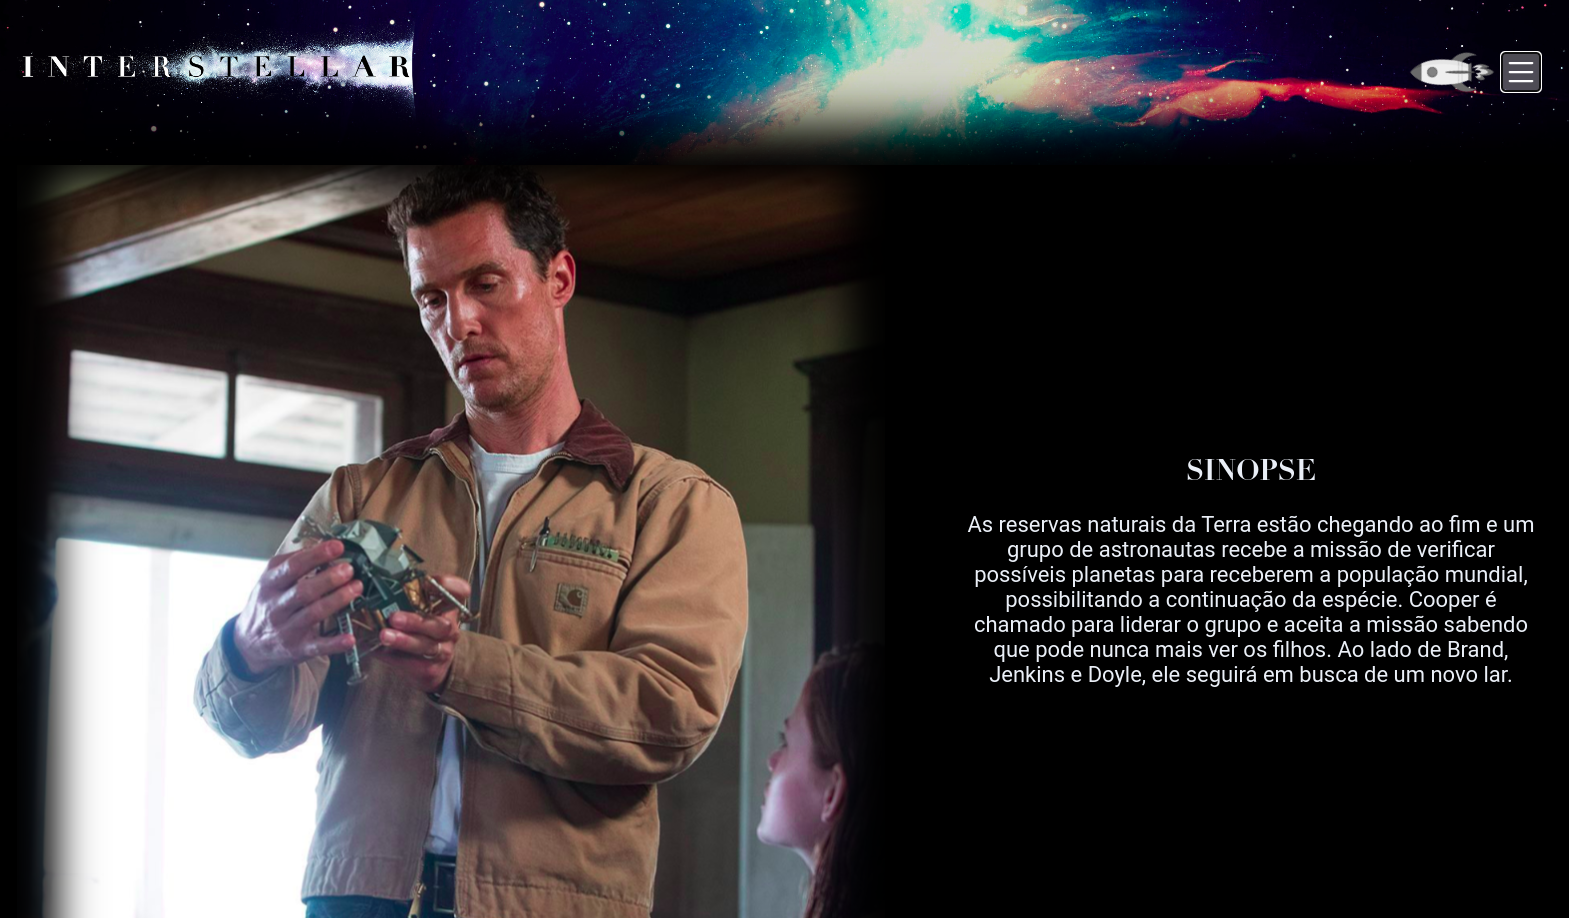 INTERSTELLAR
SINOPSE
As reservas naturais da Terra estão chegando ao fim e um
grupo de astronautas recebe a missão de verificar
possíveis planetas para receberem a população mundial,
possibilitando a continuação da espécie. Cooper é
chamado para liderar o grupo e aceita a missão sabendo
que pode nunca mais ver os filhos. Ao lado de Brand,
Jenkins e Doyle, ele seguirá em busca de um novo lar.